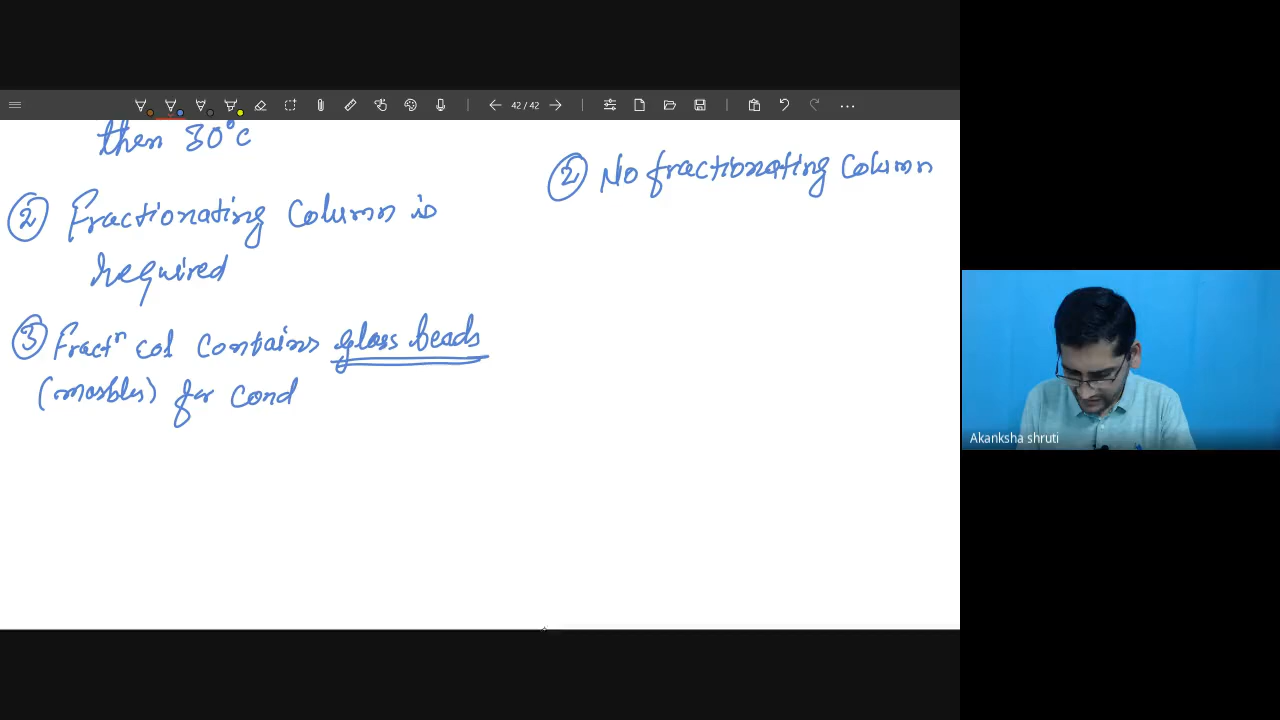 42 / 42
then 30°C
② Fractionating Column is
required
③ Fractⁿ col contains glass beads
(marbles) for Cond
② No fractionating Column
Akanksha shruti